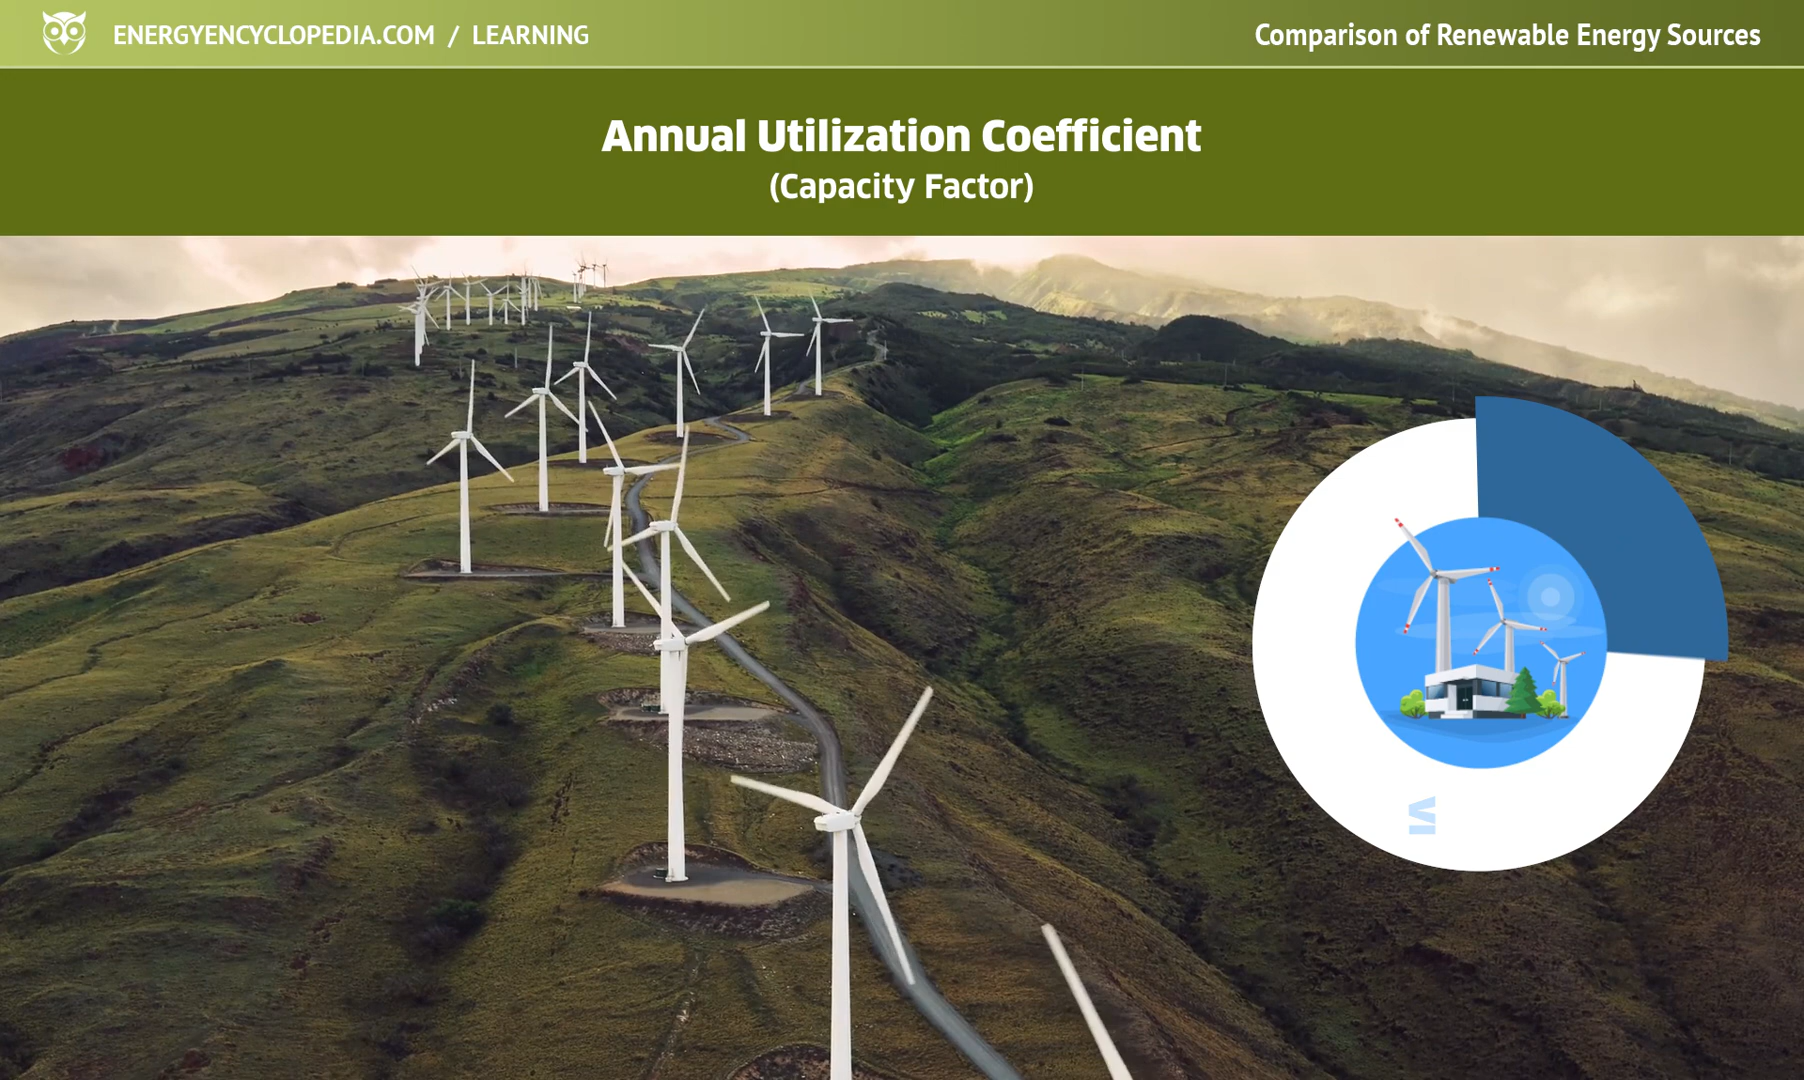 ENERGYENCYCLOPEDIA.COM / LEARNING
Comparison of Renewable Energy Sources
Annual Utilization Coefficient
(Capacity Factor)